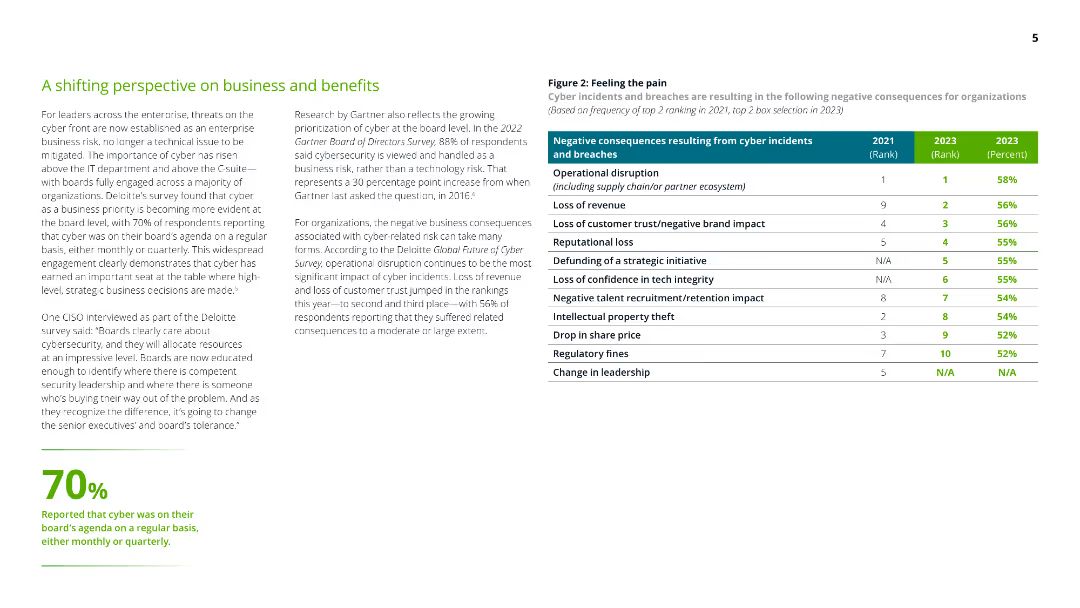 5
A shifting perspective on business and benefits
For leaders across the enterprise, threats on the
cyber front are now established as an enterprise
business risk, no longer a technical issue to be
mitigated. The importance of cyber has risen
above the IT department and above the C-suite—
with boards fully engaged across a majority of
organizations. Deloitte's survey found that cyber
as a business priority is becoming more evident at
the board level, with 70% of respondents reporting
that cyber was on their board's agenda on a regular
basis, either monthly or quarterly. This widespread
engagement clearly demonstrates that cyber has
earned an important seat at the table where high-
level, strategic business decisions are made.⁵
One CISO interviewed as part of the Deloitte
survey said: "Boards clearly care about
cybersecurity, and they will allocate resources
at an impressive level. Boards are now educated
enough to identify where there is competent
security leadership and where there is someone
who's buying their way out of the problem. And as
they recognize the difference, it's going to change
the senior executives' and board's tolerance."
70%
Reported that cyber was on their
board's agenda on a regular basis,
either monthly or quarterly.
Research by Gartner also reflects the growing
prioritization of cyber at the board level. In the 2022
Gartner Board of Directors Survey, 88% of respondents
said cybersecurity is viewed and handled as a
business risk, rather than a technology risk. That
represents a 30 percentage point increase from when
Gartner last asked the question, in 2016.⁶
For organizations, the negative business consequences
associated with cyber-related risk can take many
forms. According to the Deloitte Global Future of Cyber
Survey, operational disruption continues to be the most
significant impact of cyber incidents. Loss of revenue
and loss of customer trust jumped in the rankings
this year—to second and third place—with 56% of
respondents reporting that they suffered related
consequences to a moderate or large extent.
Figure 2: Feeling the pain
Cyber incidents and breaches are resulting in the following negative consequences for organizations
(Based on frequency of top 2 ranking in 2021, top 2 box selection in 2023)
Negative consequences resulting from cyber incidents 2021 2023 2023
and breaches (Rank) (Rank) (Percent)
Operational disruption 1 1 58%
(including supply chain/or partner ecosystem)
Loss of revenue 9 2 56%
Loss of customer trust/negative brand impact 4 3 56%
Reputational loss 5 4 55%
Defunding of a strategic initiative N/A 5 55%
Loss of confidence in tech integrity N/A 6 55%
Negative talent recruitment/retention impact 8 7 54%
Intellectual property theft 2 8 54%
Drop in share price 3 9 52%
Regulatory fines 7 10 52%
Change in leadership 5 N/A N/A